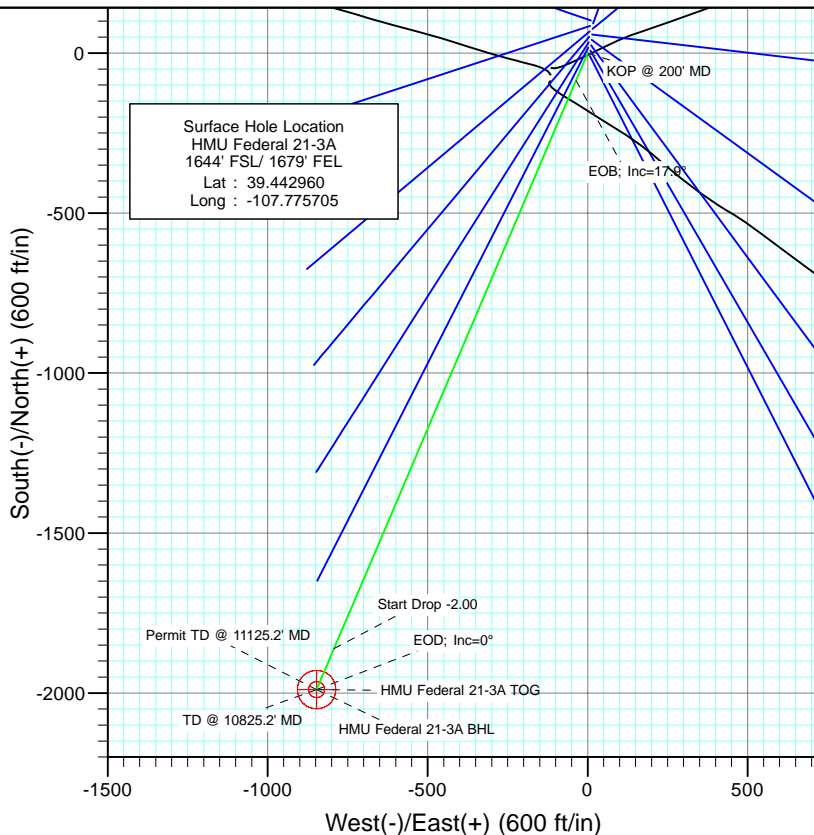 0
KOP @ 200' MD
Surface Hole Location
HMU Federal 21-3A
1644' FSL/ 1679' FEL
Lat : 39.442960
Long : -107.775705
EOB; Inc=17.9°
-500
South(-)/North(+) (600 ft/in)
-1000
-1500
Start Drop -2.00
Permit TD @ 11125.2' MD
EOD; Inc=0°
-2000
HMU Federal 21-3A TOG
TD @ 10825.2' MD
HMU Federal 21-3A BHL
-1500 -1000 -500 0 500
West(-)/East(+) (600 ft/in)